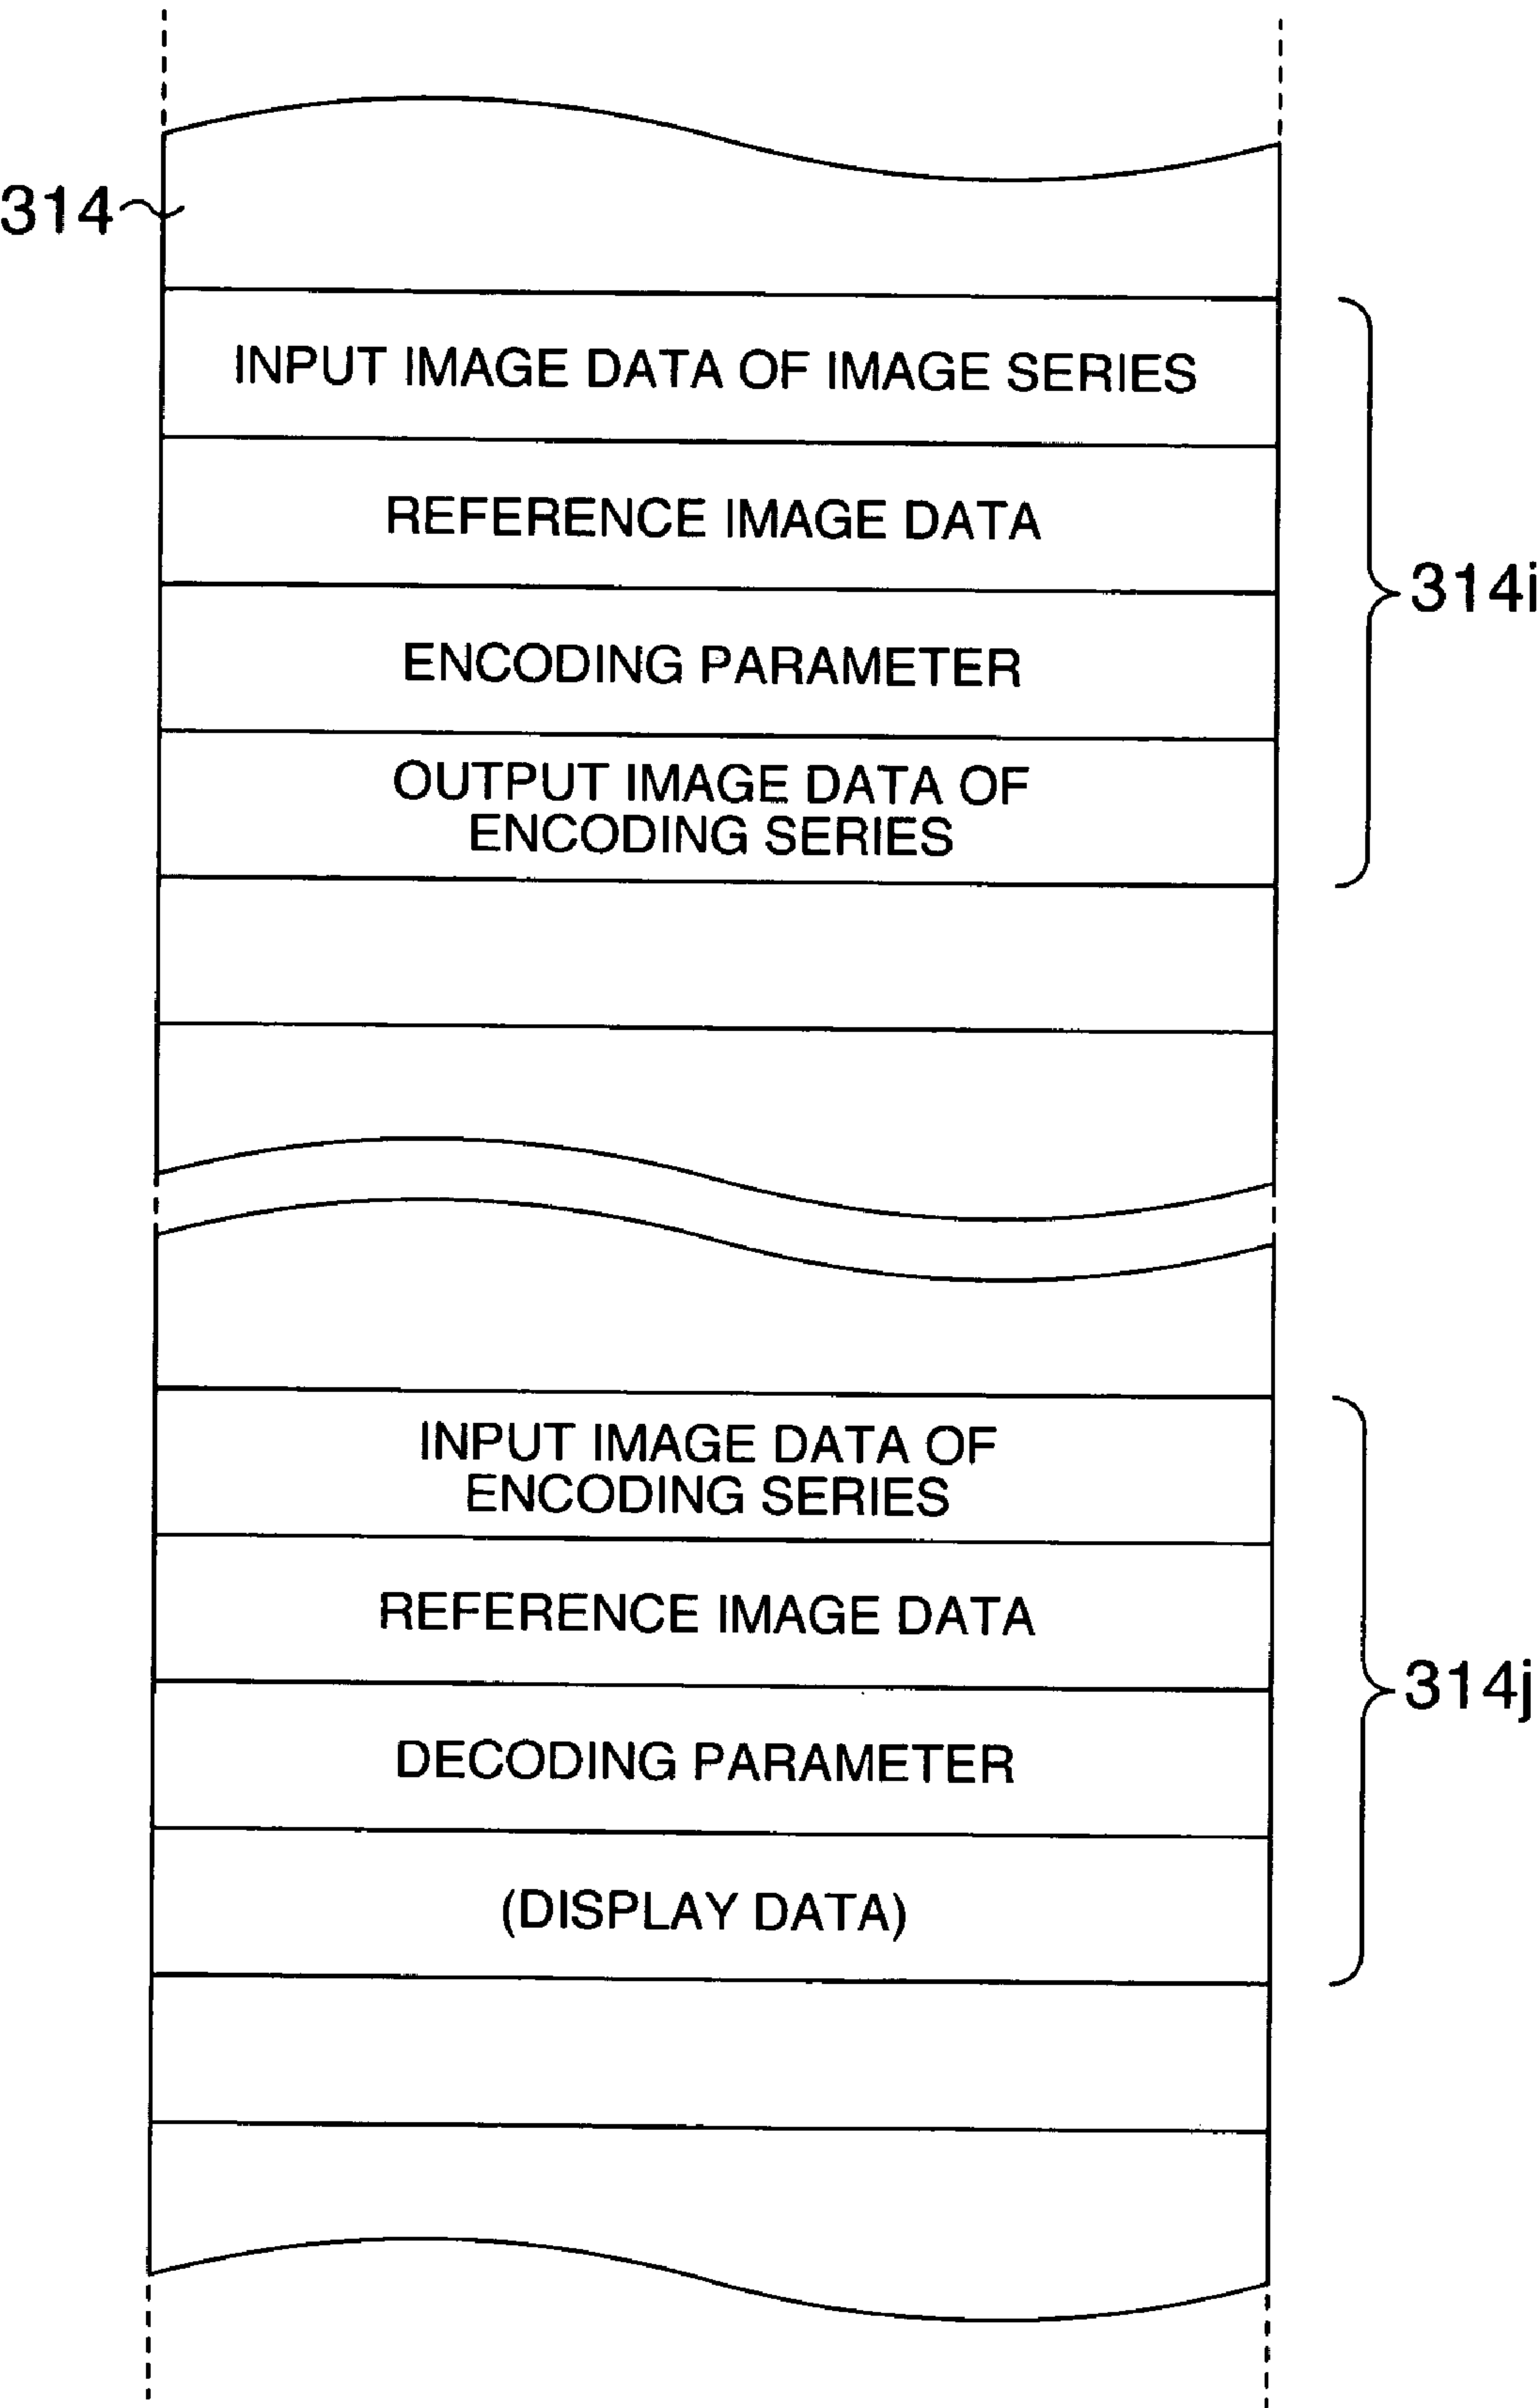 314
INPUT IMAGE DATA OF IMAGE SERIES
REFERENCE IMAGE DATA
314i
ENCODING PARAMETER
OUTPUT IMAGE DATA OF
ENCODING SERIES
INPUT IMAGE DATA OF
ENCODING SERIES
REFERENCE IMAGE DATA
314j
DECODING PARAMETER
(DISPLAY DATA)